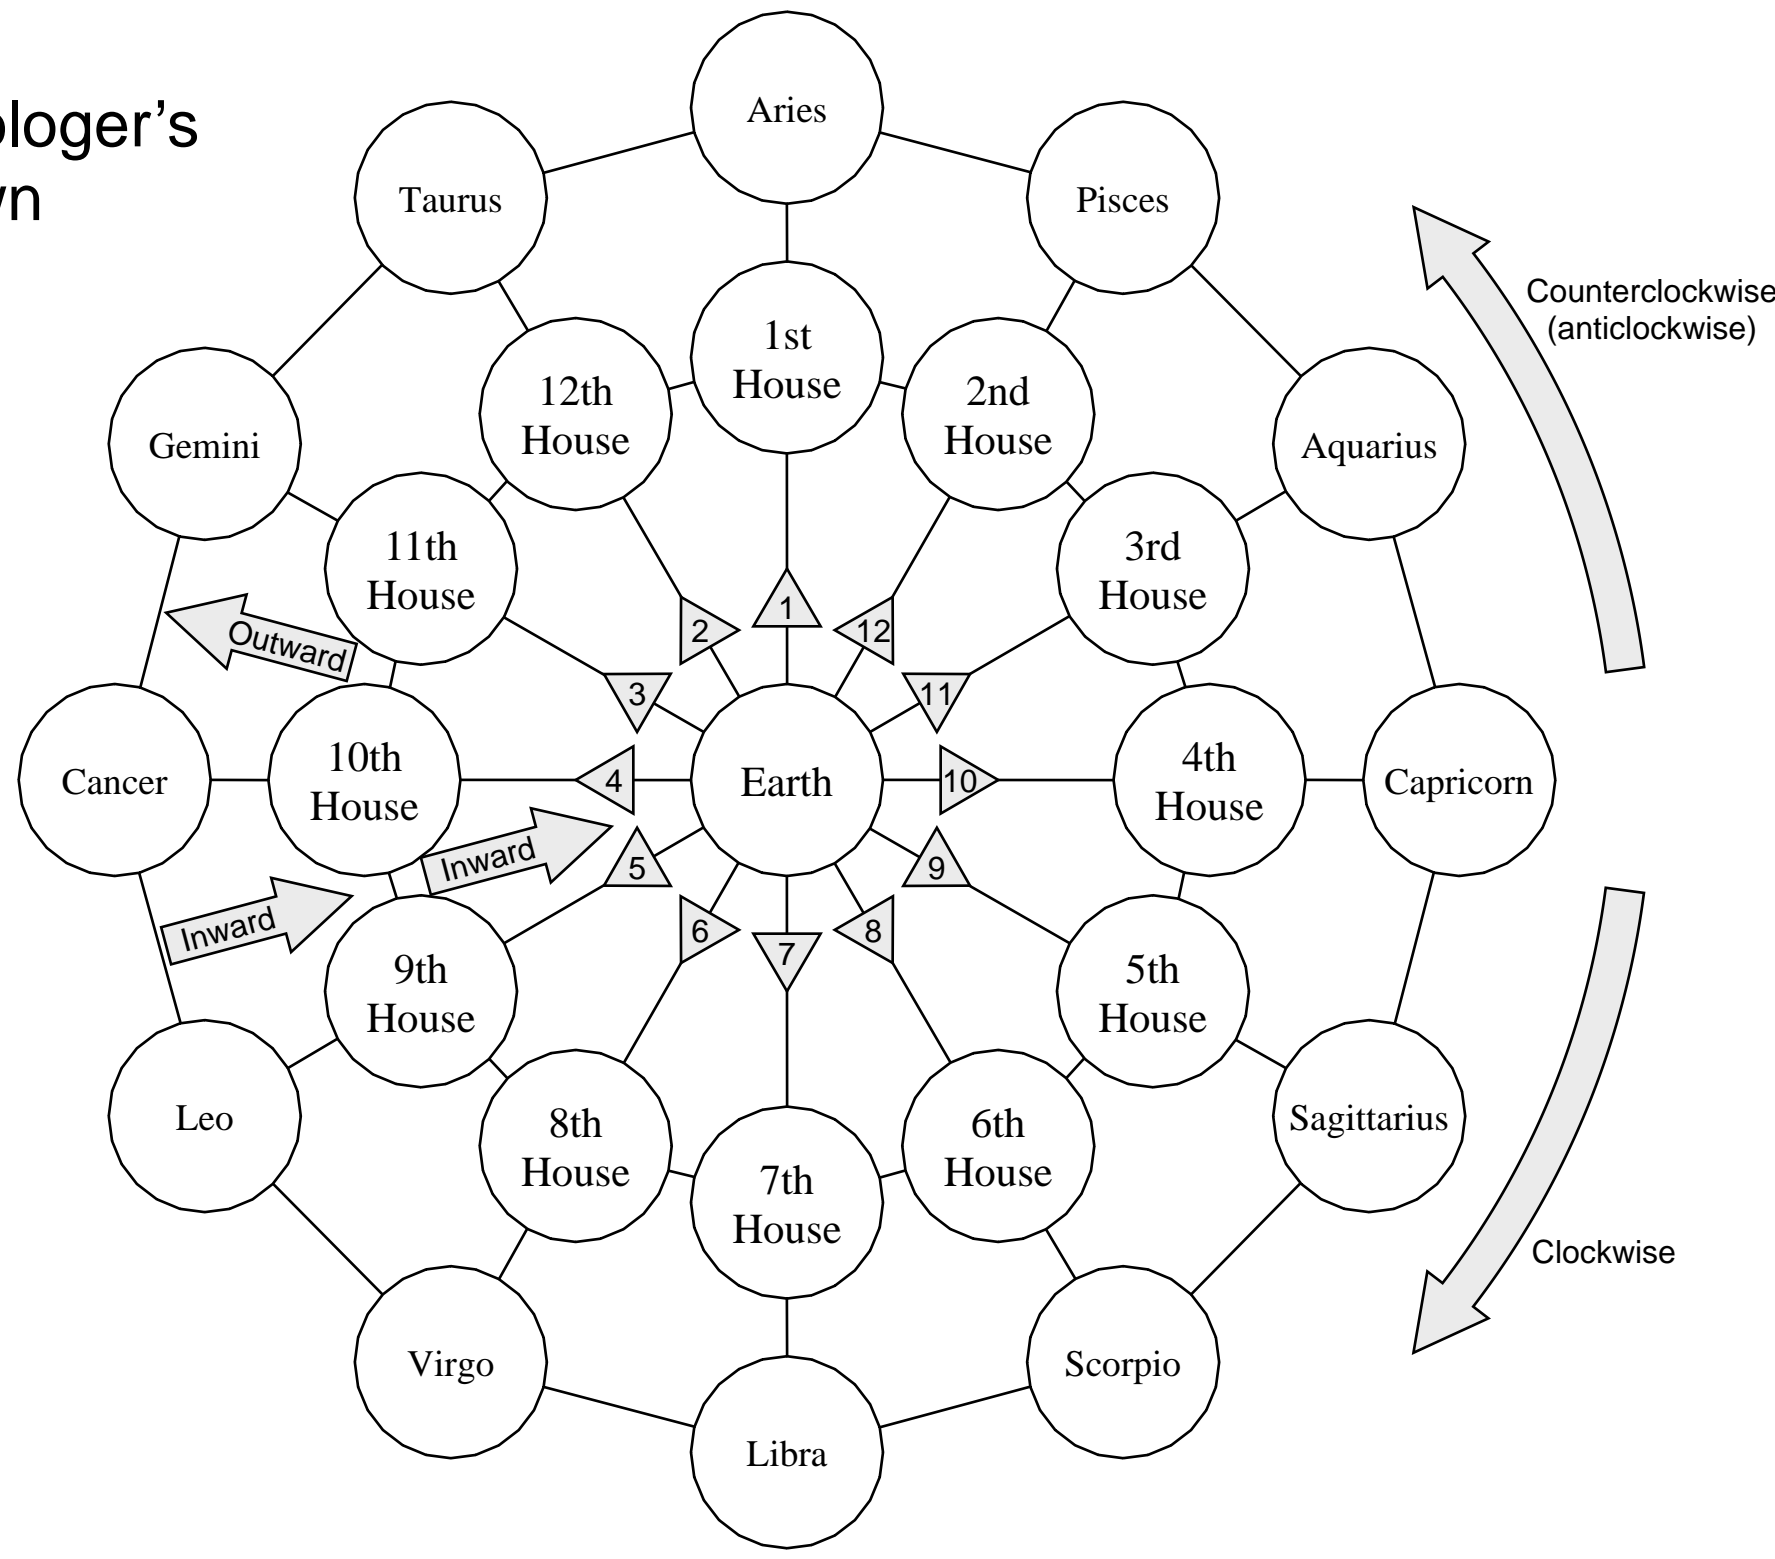 ologer’s
wn
Aries
Taurus
Pisces
Counterclockwise
(anticlockwise)
1st
House
12th
House
2nd
House
Gemini
Aquarius
11th
House
3rd
House
1
2
12
3
11
Outward
Cancer
10th
House
4
Earth
10
4th
House
Capricorn
Inward
5
9
Inward
6
8
7
9th
House
5th
House
Leo
Sagittarius
8th
House
6th
House
7th
House
Clockwise
Virgo
Scorpio
Libra